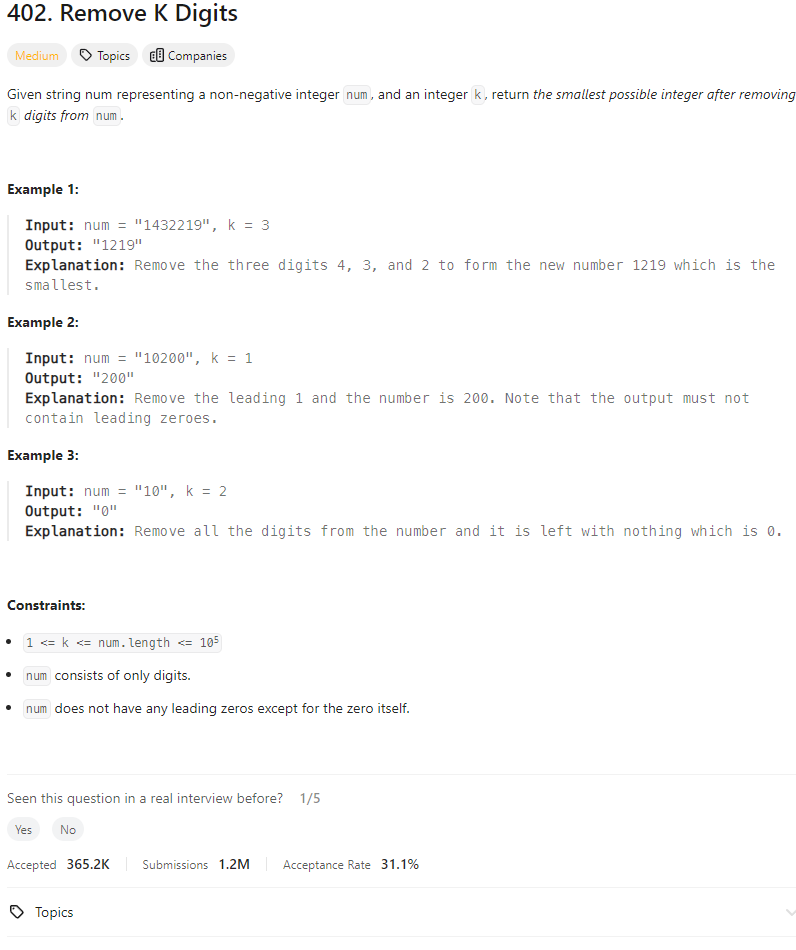 402. Remove K Digits
Medium Topics Companies
Given string num representing a non-negative integer num, and an integer k, return the smallest possible integer after removing
k digits from num.
Example 1:
Input: num = "1432219", k = 3
Output: "1219"
Explanation: Remove the three digits 4, 3, and 2 to form the new number 1219 which is the
smallest.
Example 2:
Input: num = "10200", k = 1
Output: "200"
Explanation: Remove the leading 1 and the number is 200. Note that the output must not
contain leading zeroes.
Example 3:
Input: num = "10", k = 2
Output: "0"
Explanation: Remove all the digits from the number and it is left with nothing which is 0.
Constraints:
• 1 <= k <= num.length <= 10⁵
• num consists of only digits.
• num does not have any leading zeros except for the zero itself.
Seen this question in a real interview before? 1/5
Yes No
Accepted 365.2K Submissions 1.2M Acceptance Rate 31.1%
Topics